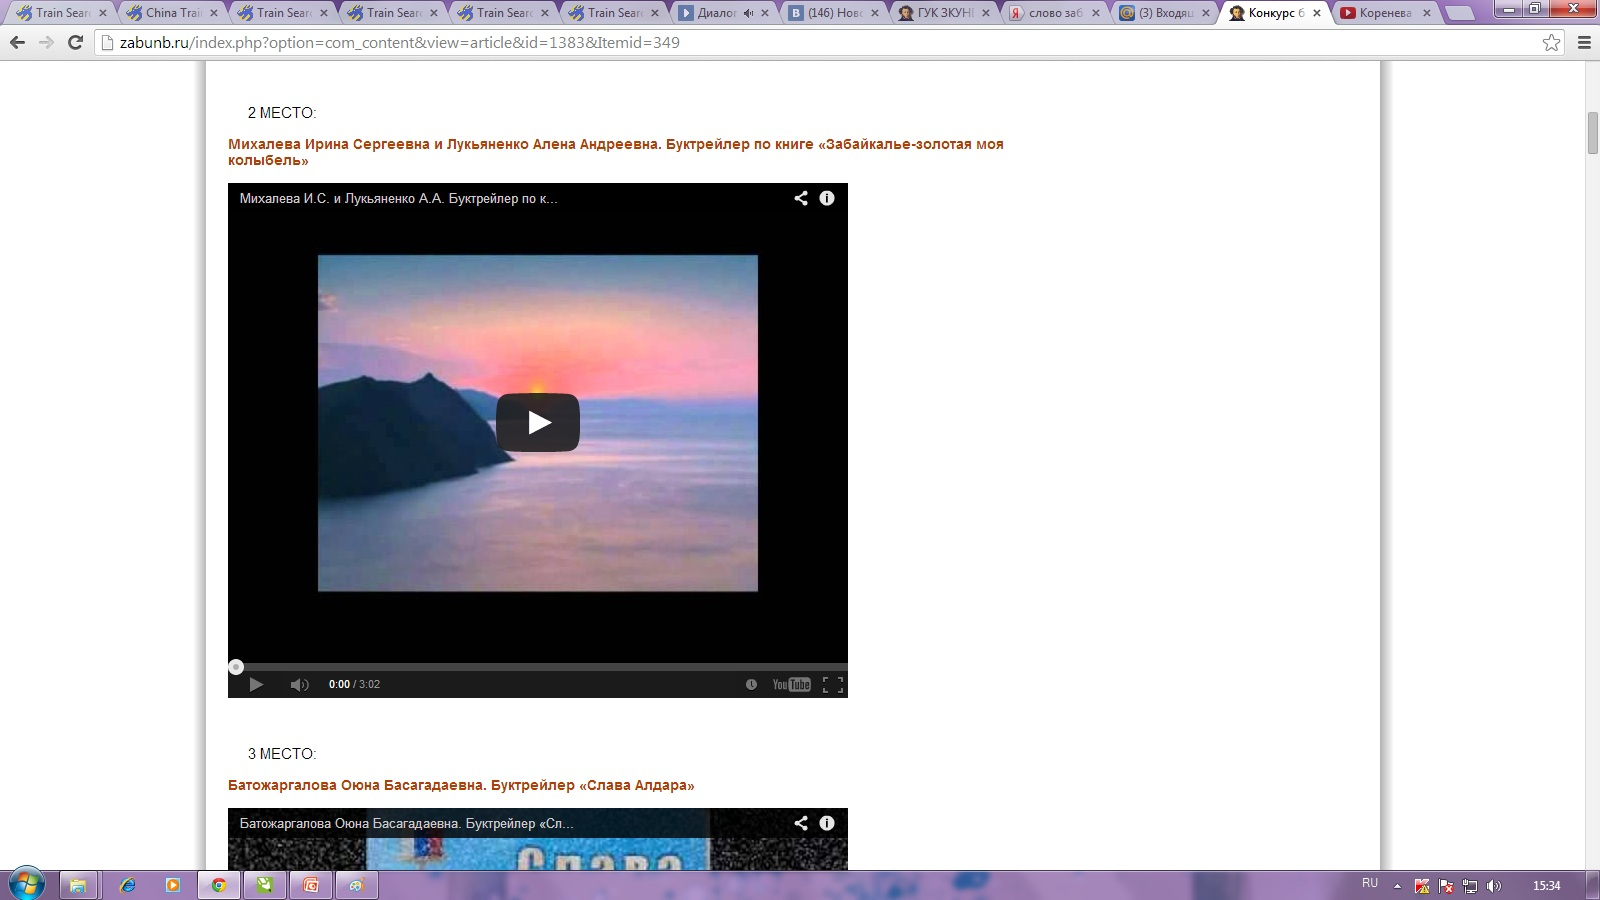 Train Sear
China Trai
Train Sear
Train Sear
Train Sear
Train Sear
Диалог
(146) Ново
ГУК ЗКУНБ
слово заб
(3) Входящ
Конкурс б
Коренева
zabunb.ru/index.php?option=com_content&view=article&id=1383&Itemid=349
2 МЕСТО:
Михалева Ирина Сергеевна и Лукьяненко Алена Андреевна. Буктрейлер по книге «Забайкалье-золотая моя
колыбель»
Михалева И.С. и Лукьяненко А.А. Буктрейлер по к...
0:00 / 3:02
YouTube
3 МЕСТО:
Батожаргалова Оюна Басагадаевна. Буктрейлер «Слава Алдара»
Батожаргалова Оюна Басагадаевна. Буктрейлер «Сл...
Слава
RU
15:34